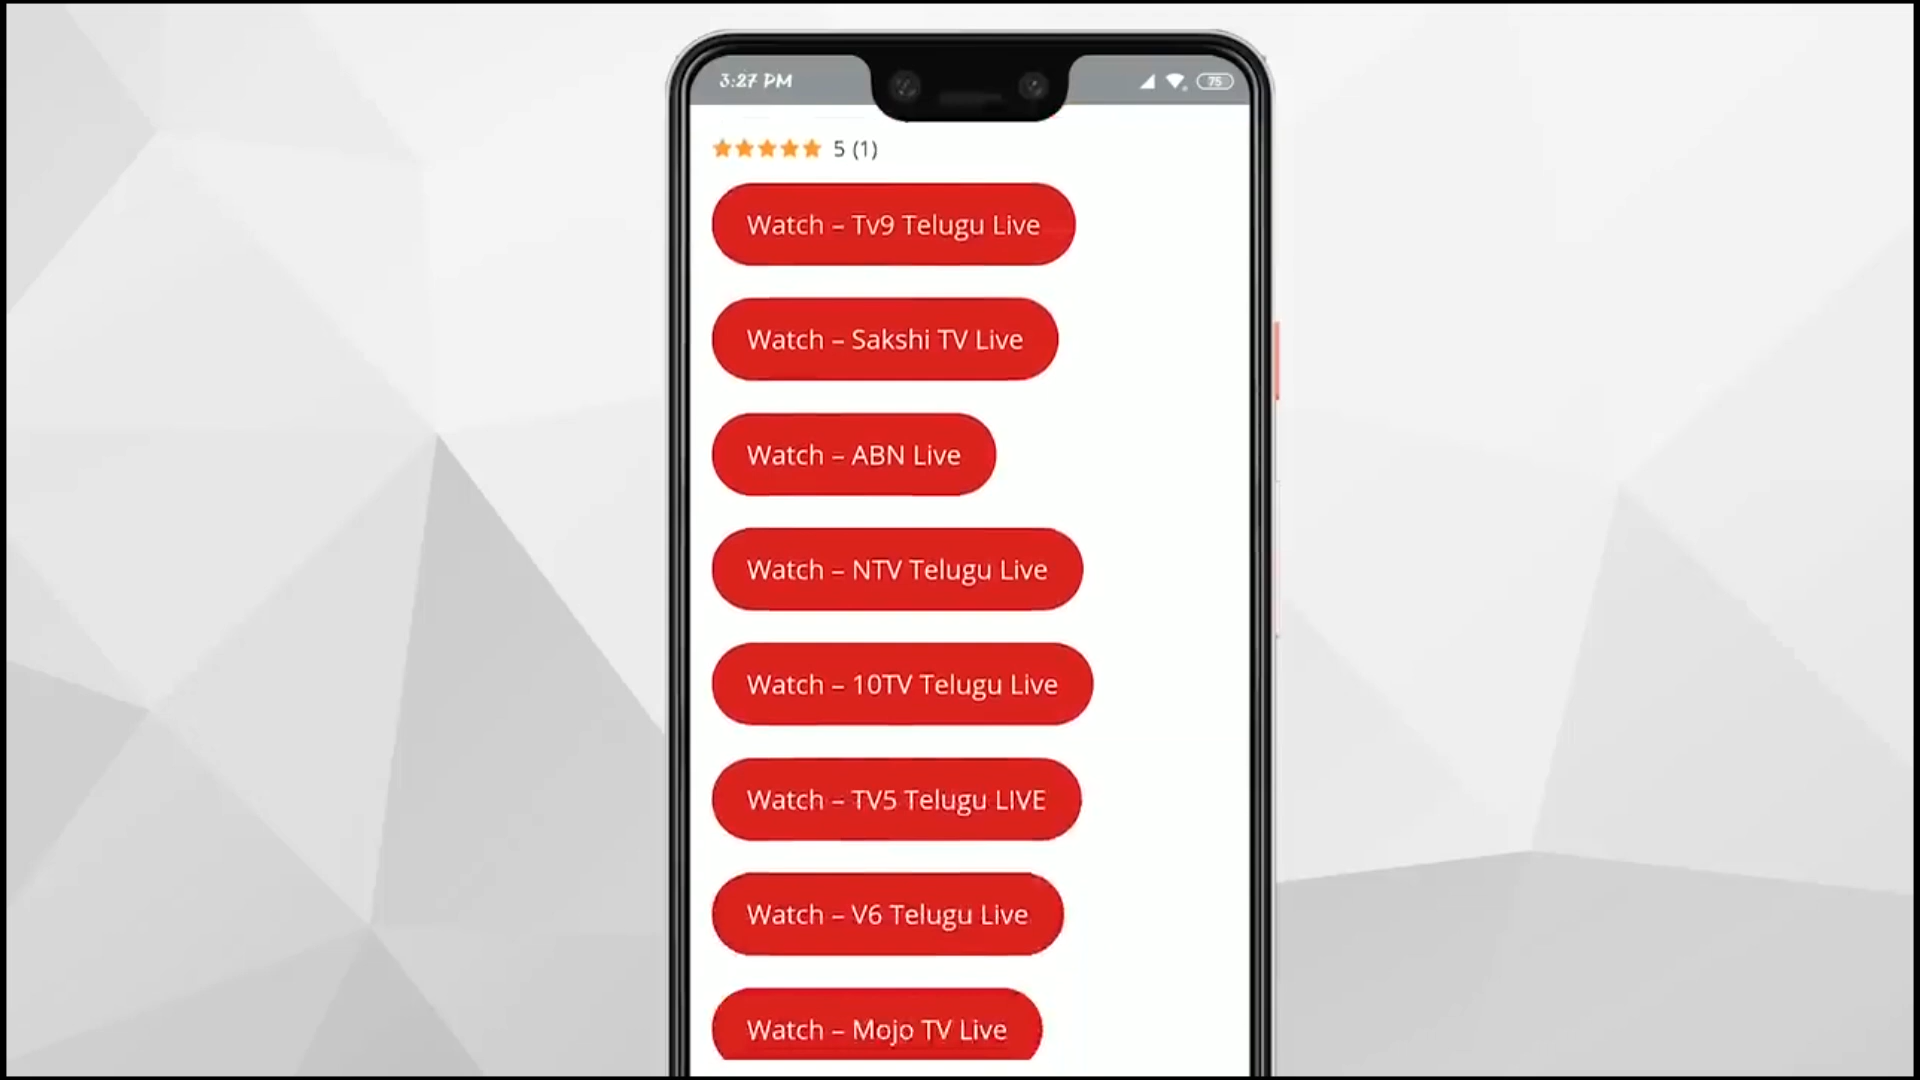 3:27 PM
75
5 (1)
Watch – Tv9 Telugu Live
Watch – Sakshi TV Live
Watch – ABN Live
Watch – NTV Telugu Live
Watch – 10TV Telugu Live
Watch – TV5 Telugu LIVE
Watch – V6 Telugu Live
Watch – Mojo TV Live